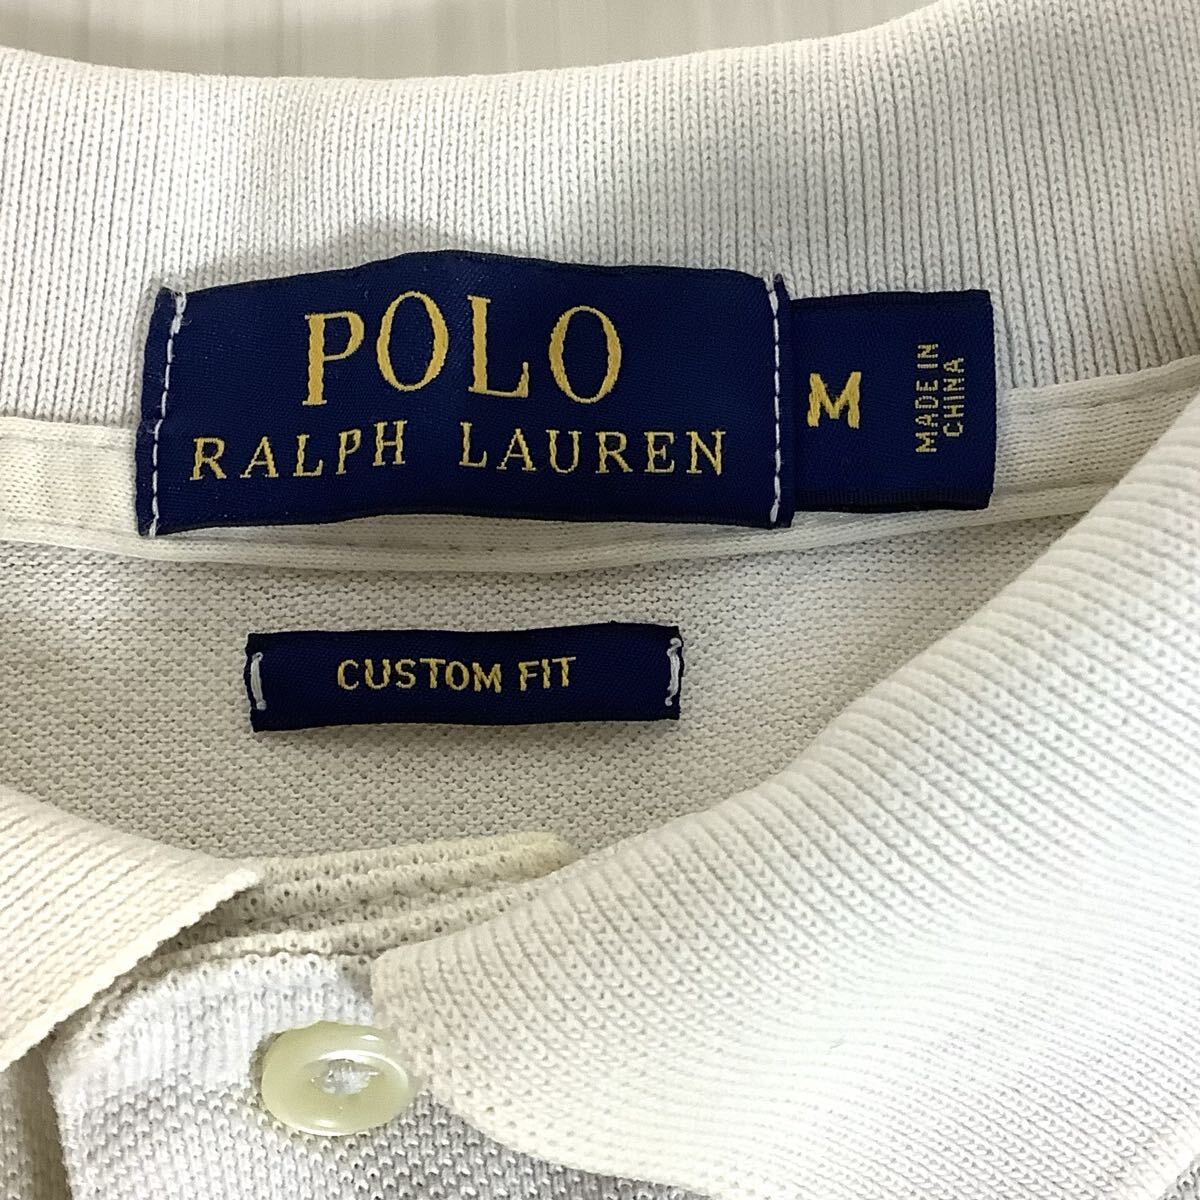 POLO
RALPH LAUREN
M
MADE IN
CHINA
CUSTOM FIT